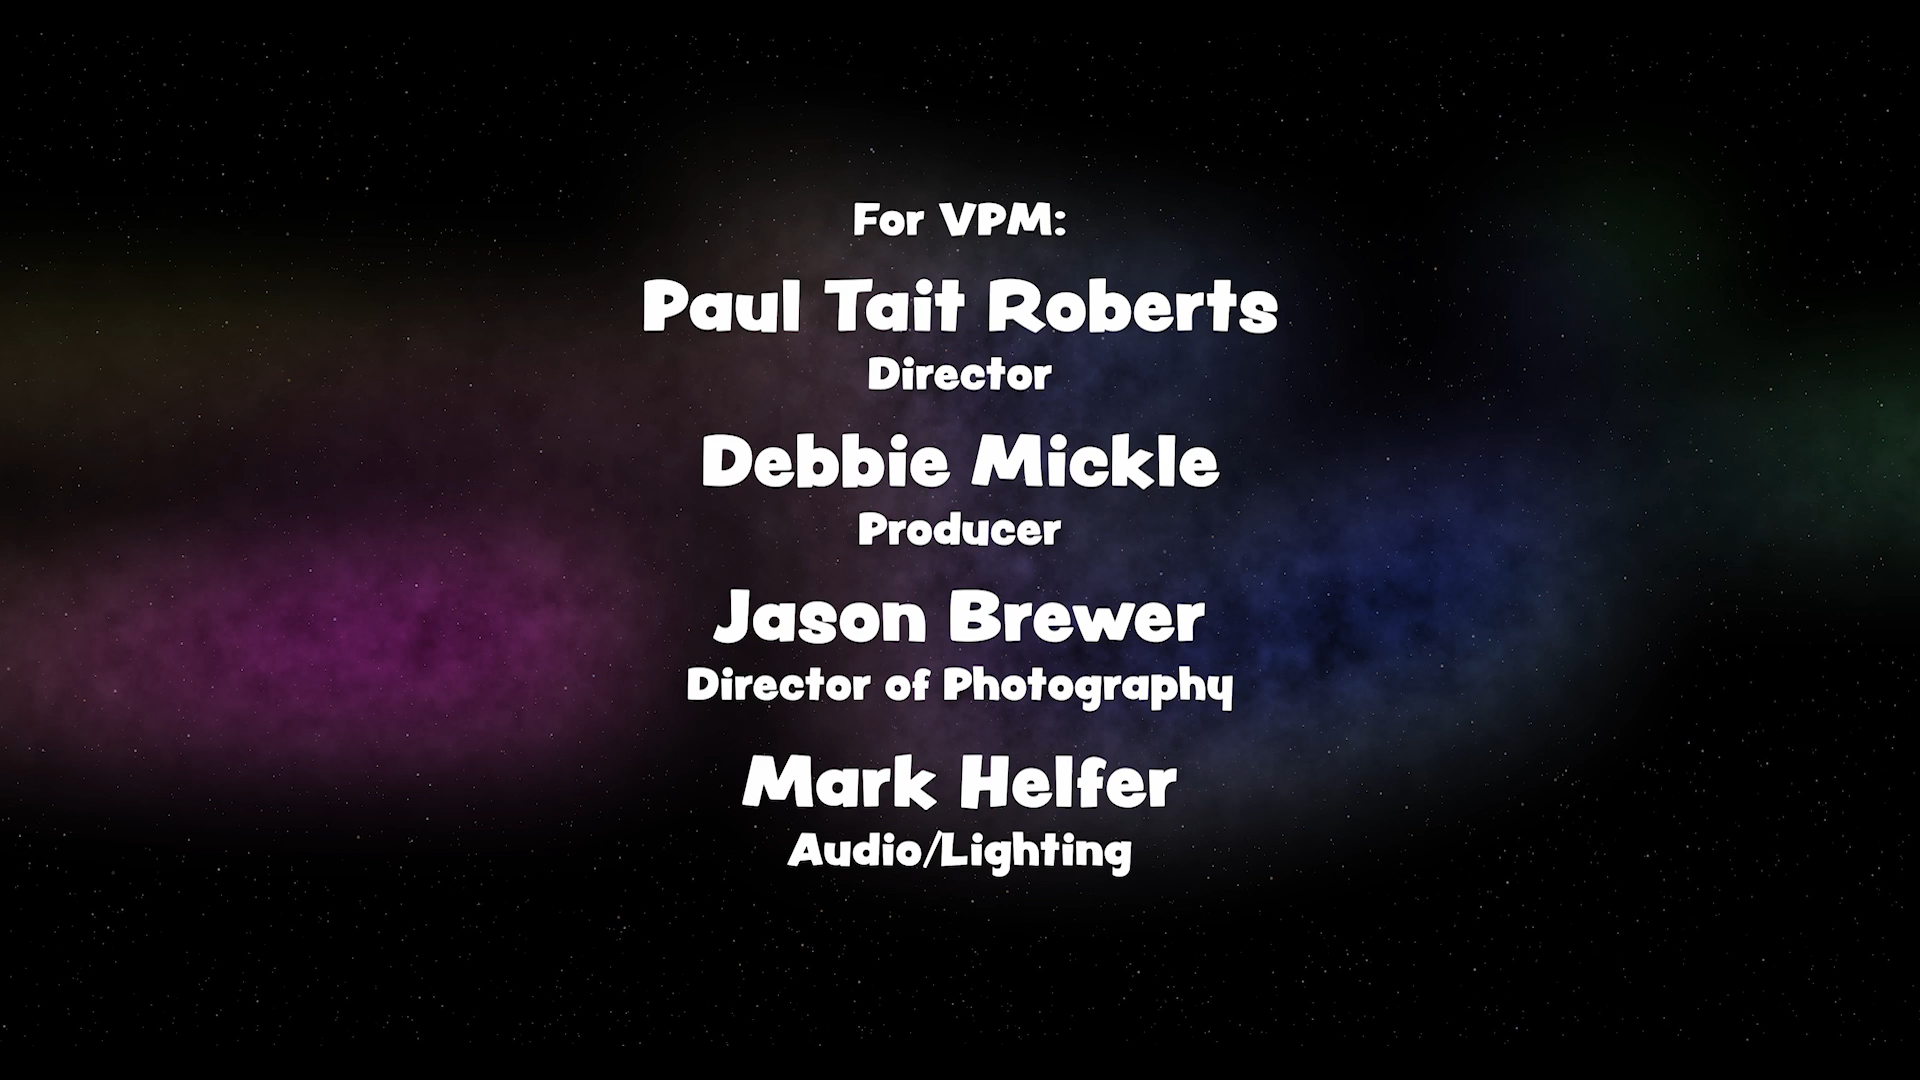 For VPM:
Paul Tait Roberts
Director
Debbie Mickle
Producer
Jason Brewer
Director of Photography
Mark Helfer
Audio/Lighting